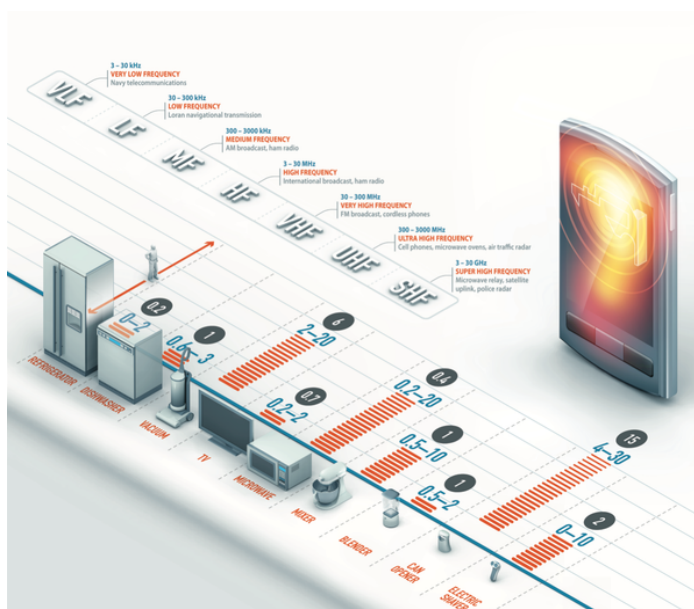 3 – 30 kHz
VERY LOW FREQUENCY
Navy telecommunications
VLF
30 – 300 kHz
LOW FREQUENCY
Loran navigational transmission
LF
300 – 3000 kHz
MEDIUM FREQUENCY
AM broadcast, ham radio
MF
3 – 30 MHz
HIGH FREQUENCY
International broadcast, ham radio
HF
30 – 300 MHz
VERY HIGH FREQUENCY
FM broadcast, cordless phones
VHF
300 – 3000 MHz
ULTRA HIGH FREQUENCY
Cell phones, microwave ovens, air traffic radar
UHF
3 – 30 GHz
SUPER HIGH FREQUENCY
Microwave relay, satellite
uplink, police radar
SHF
0.2
0–2
1
0.6–3
6
2–20
0.7
0.2–2
0.4
0.2–20
1
0.5–10
1
0.5–2
15
4–30
2
0–10
REFRIGERATOR
DISHWASHER
VACUUM
TV
MICROWAVE
MIXER
BLENDER
CAN
OPENER
ELECTRIC
SHAVER